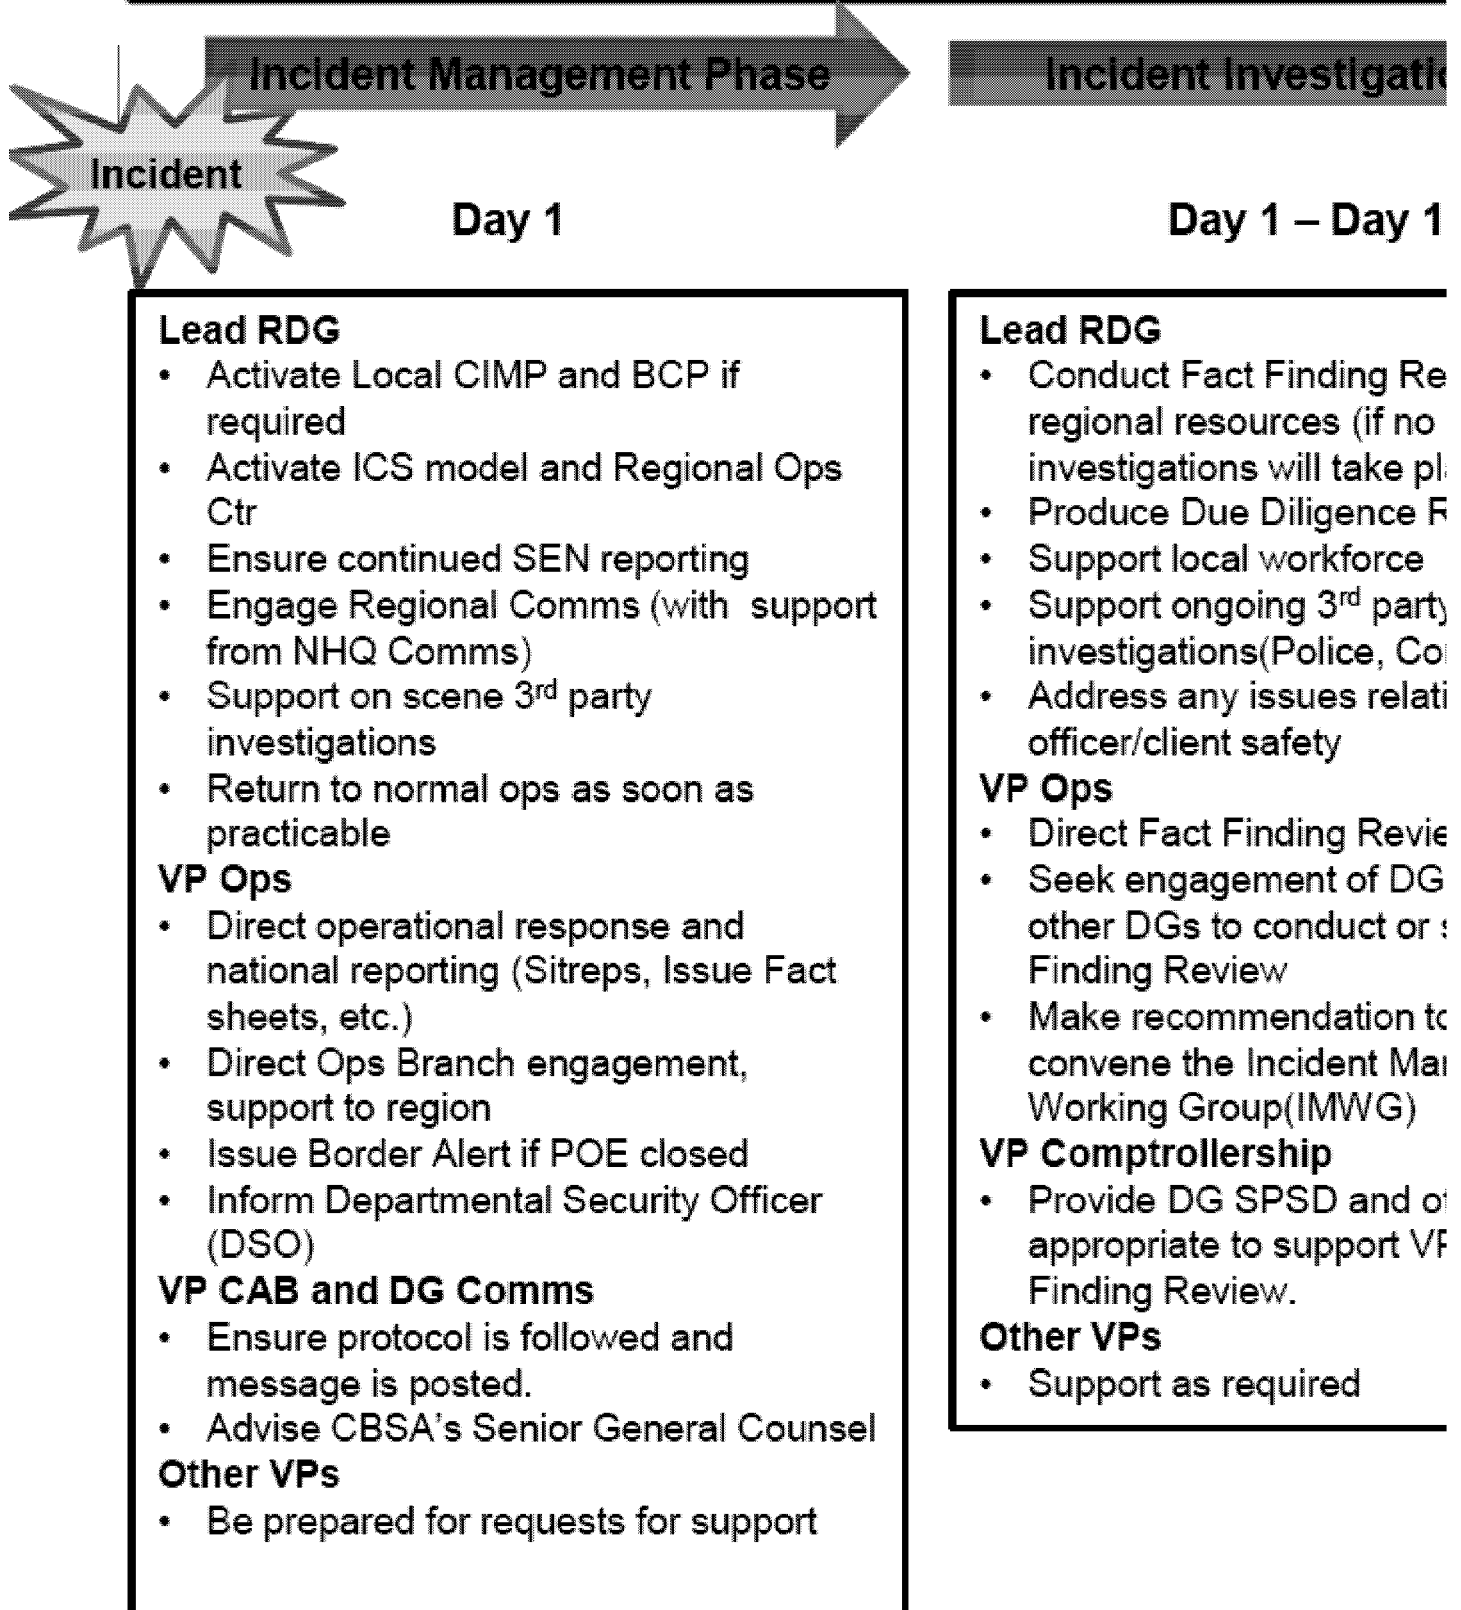 Incident Management Phase
Incident
Day 1
Lead RDG
• Activate Local CIMP and BCP if
required
• Activate ICS model and Regional Ops
Ctr
• Ensure continued SEN reporting
• Engage Regional Comms (with support
from NHQ Comms)
• Support on scene 3rd party
investigations
• Return to normal ops as soon as
practicable
VP Ops
• Direct operational response and
national reporting (Sitreps, Issue Fact
sheets, etc.)
• Direct Ops Branch engagement,
support to region
• Issue Border Alert if POE closed
• Inform Departmental Security Officer
(DSO)
VP CAB and DG Comms
• Ensure protocol is followed and
message is posted.
• Advise CBSA's Senior General Counsel
Other VPs
• Be prepared for requests for support
Incident
Day 1 – Day 1
Lead RDG
• Conduct Fact Finding
regional resources (if no
investigations will take
• Produce Due Diligence
• Support local workforce
• Support ongoing 3rd party
investigations(Police,
• Address any issues
officer/client safety
VP Ops
• Direct Fact Finding
• Seek engagement of DG
other DGs to conduct or
Finding Review
• Make recommendation
convene the Incident
Working Group(IMWG)
VP Comptrollership
• Provide DG SPSD and
appropriate to support
Finding Review.
Other VPs
• Support as required